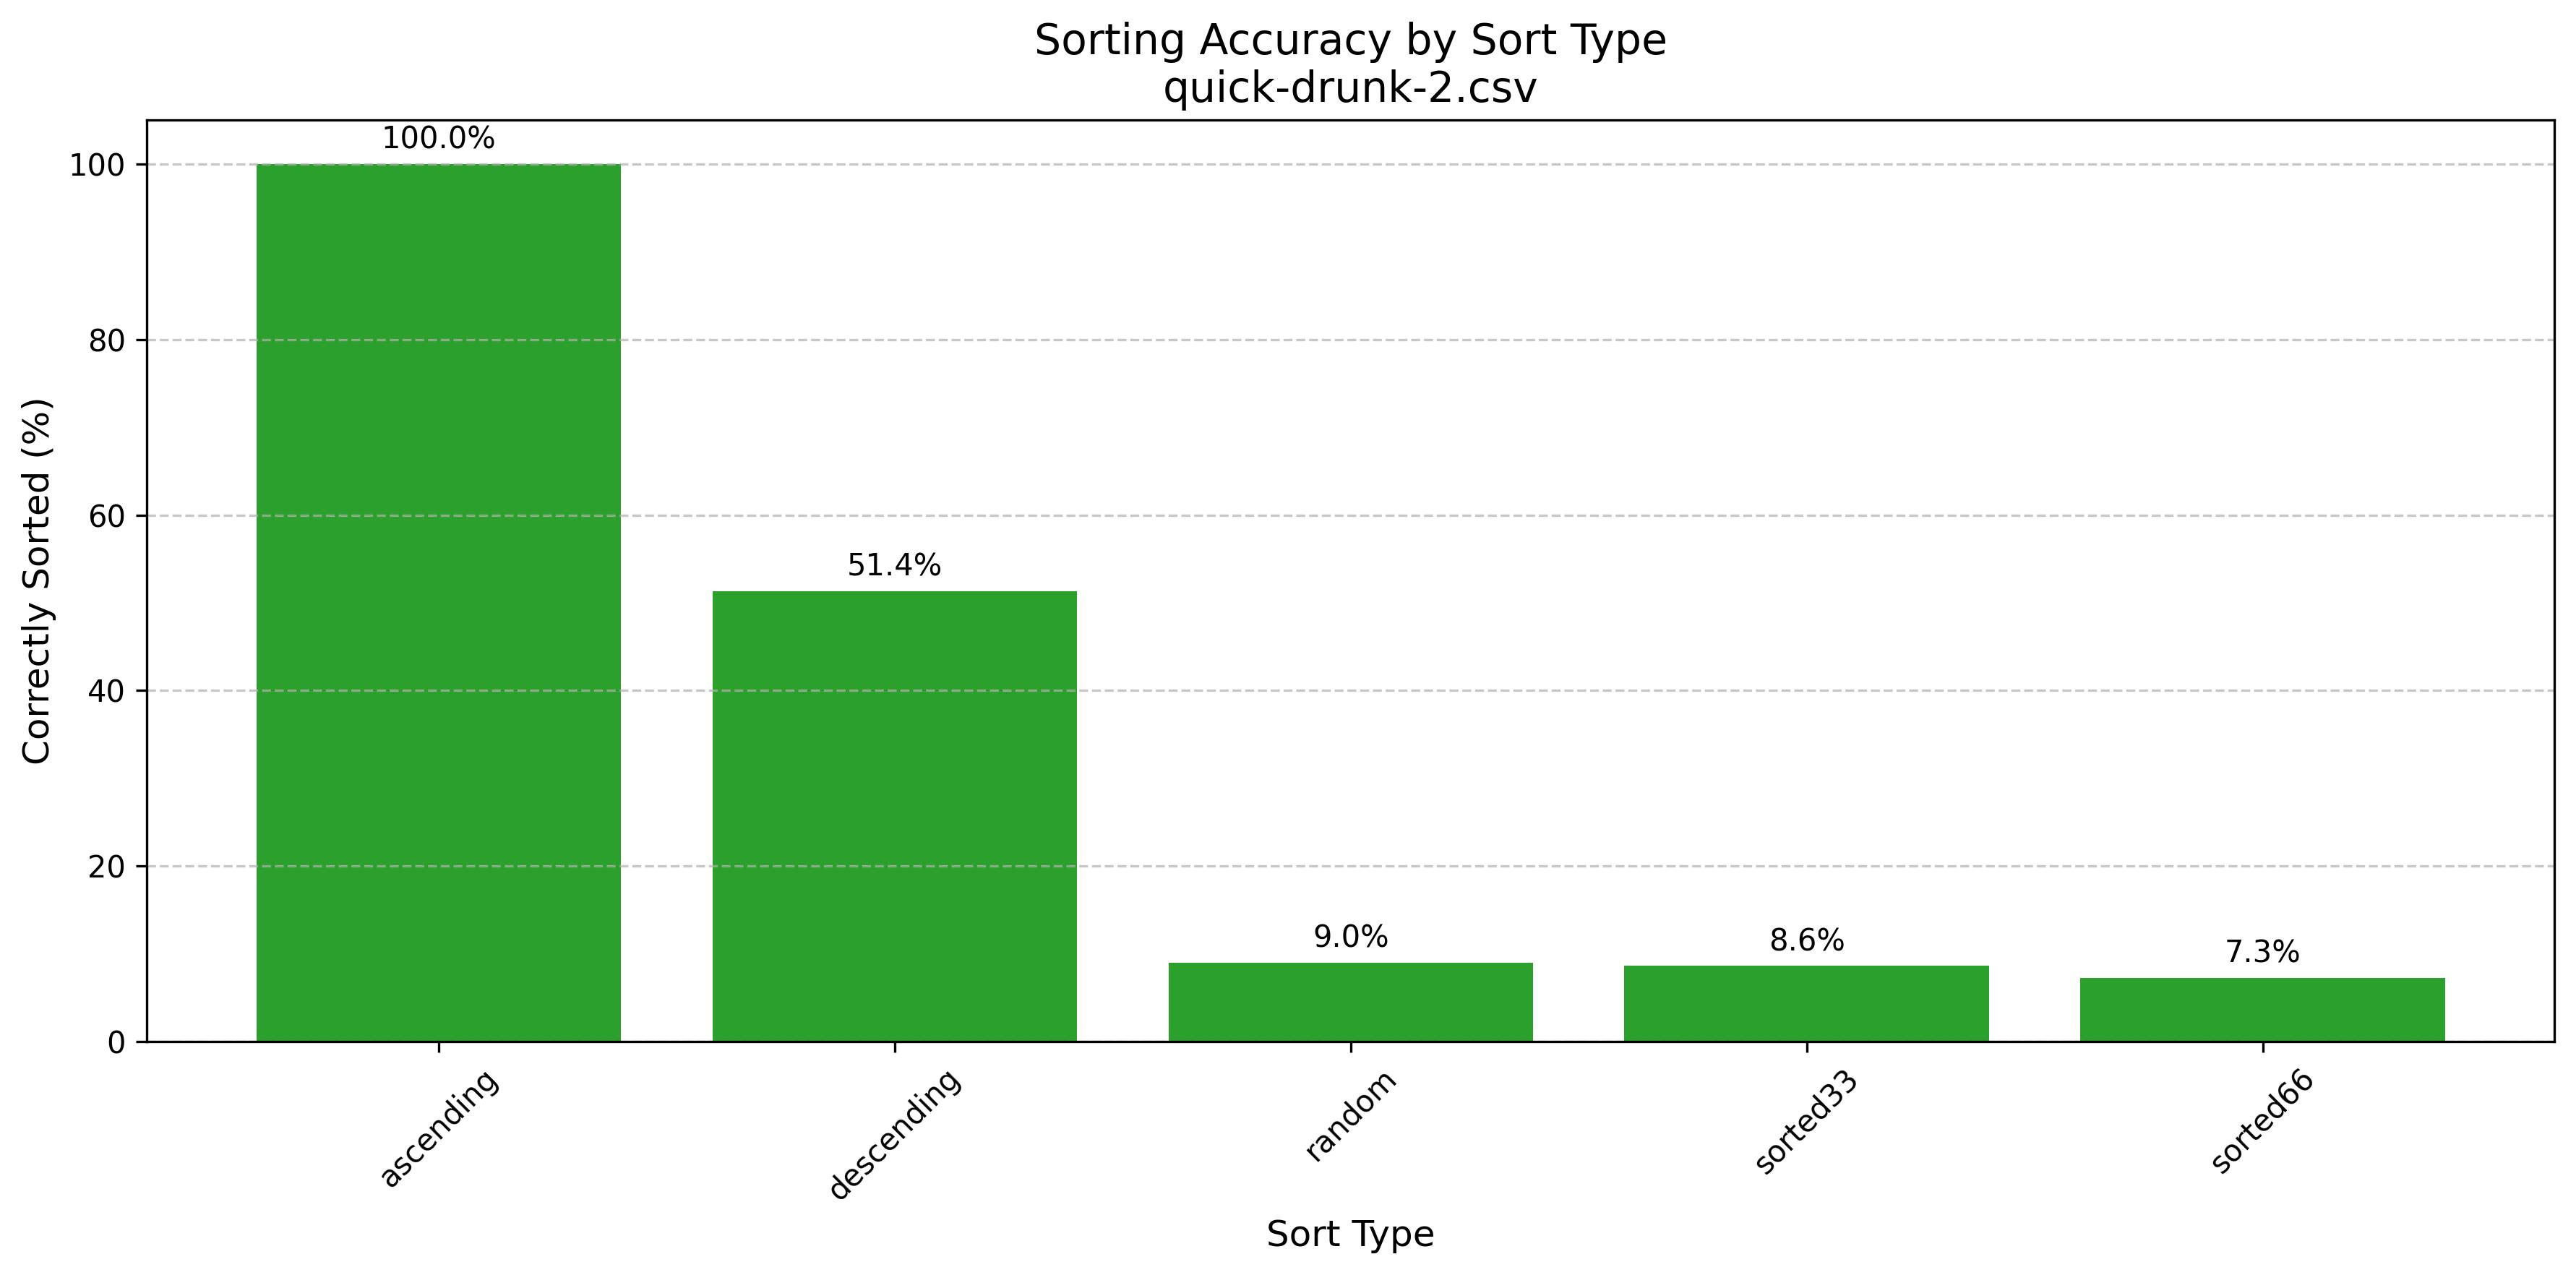 Sorting Accuracy by Sort Type
quick-drunk-2.csv
Correctly Sorted (%)
100
80
60
40
20
0
100.0%
51.4%
9.0%
8.6%
7.3%
ascending
descending
random
sorted33
sorted66
Sort Type